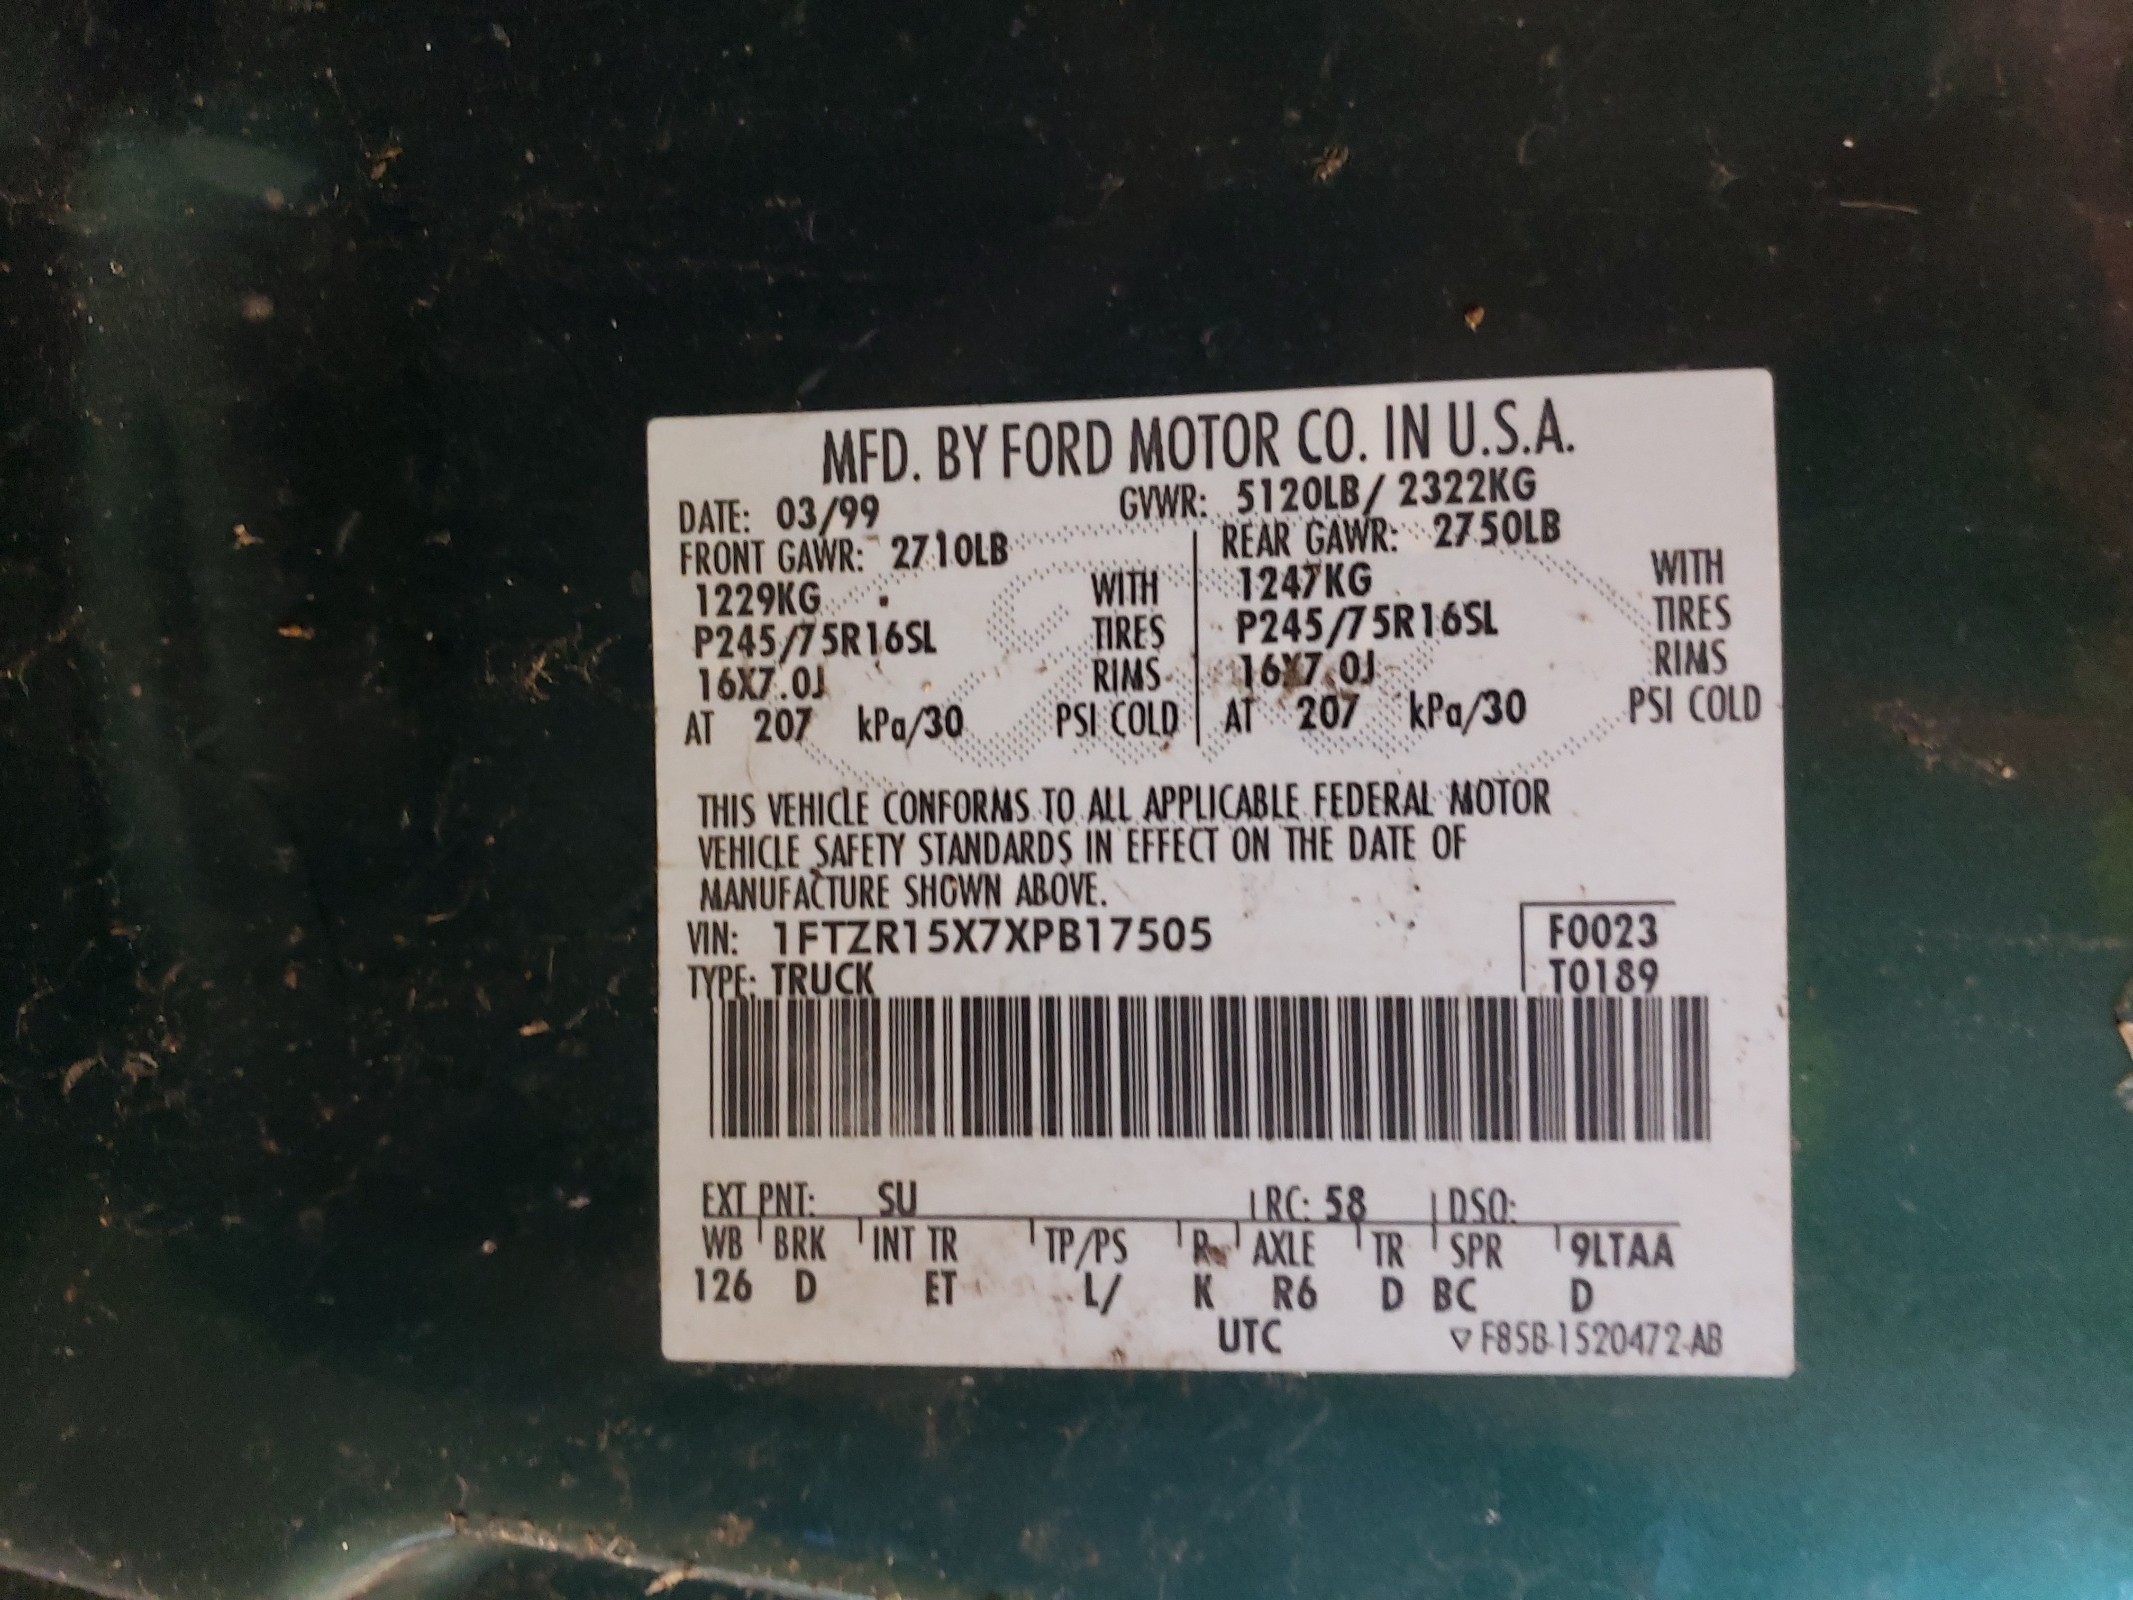 MFD. BY FORD MOTOR CO. IN U.S.A.
DATE: 03/99 GVWR: 5120LB/ 2322KG
FRONT GAWR: 2710LB REAR GAWR: 2750LB
1229KG WITH 1247KG WITH
P245/75R16SL TIRES P245/75R16SL TIRES
16X7.0J RIMS 16X7.0J RIMS
AT 207 kPa/30 PSI COLD AT 207 kPa/30 PSI COLD
THIS VEHICLE CONFORMS TO ALL APPLICABLE FEDERAL MOTOR
VEHICLE SAFETY STANDARDS IN EFFECT ON THE DATE OF
MANUFACTURE SHOWN ABOVE.
VIN: 1FTZR15X7XPB17505 F0023
TYPE: TRUCK T0189
EXT PNT: SU RC: 58 DSO:
WB BRK INT TR TP/PS R AXLE TR SPR 9LTAA
126 D ET L/ K R6 D BC D
UTC ▽ F85B-1520472-AB